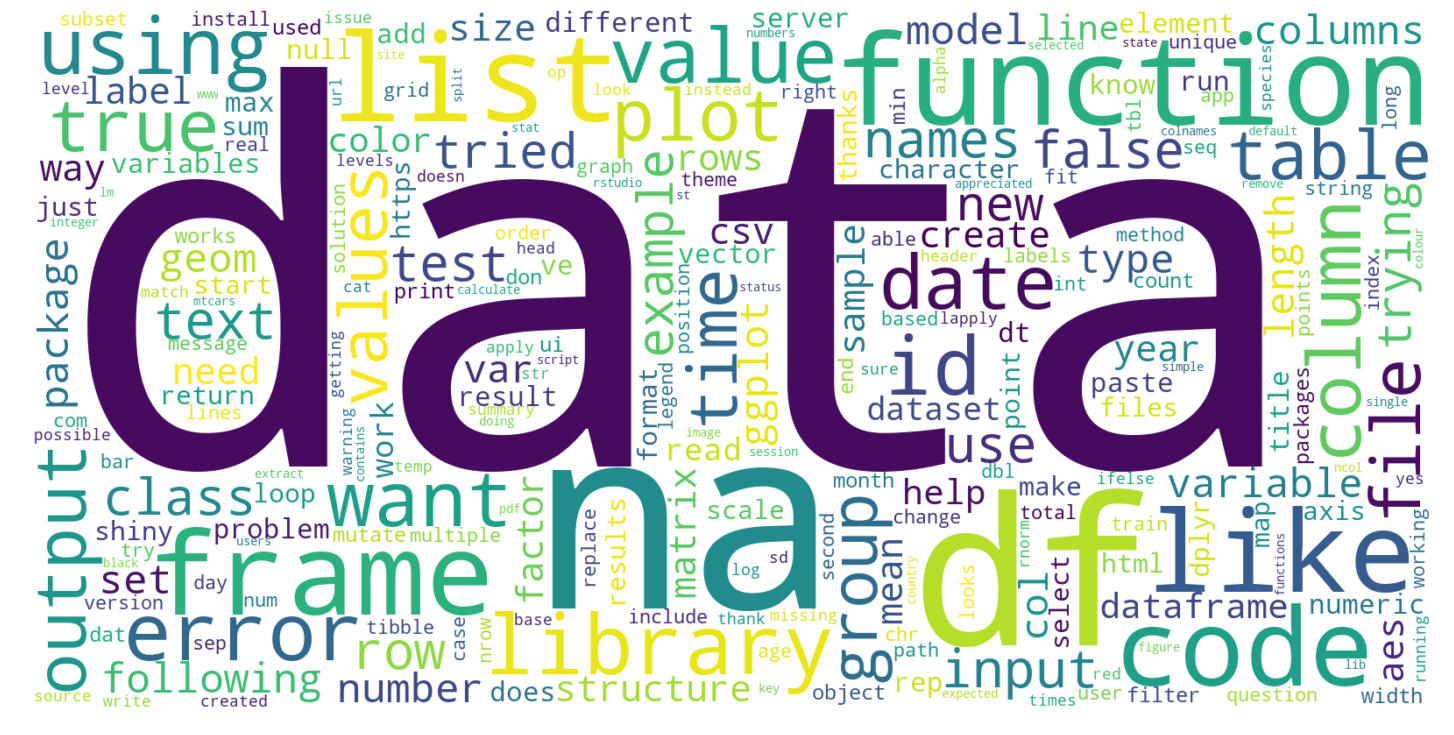 subset
install
used
issue
add
size
different
server
numbers
model
line
element
columns
using
null
list
value
function
selected
state
unique
level
label
www
max
url
grid
split
op
look
site
instead
right
min
alpha
know
run
app
species
true
sum
real
color
stat
plot
thanks
names
tbl
colnames
default
seq
long
table
way
variables
levels
tried
doesn
graph
rstudio
rows
character
false
fit
just
lm
integer
values
https
theme
st
example
appreciated
remove
string
data
works
geom
start
match
mtcars
text
message
need
return
lines
solution
order
head
test
don
ve
cat
print
calculate
csv
vector
position
status
time
new
create
able
header
labels
method
type
int
count
date
length
points
column
index
colour
trying
package
com
possible
getting
apply
ui
script
var
str
result
summary
doing
format
legend
ggplot
sample
based
lapply
dt
id
year
simple
paste
files
end
sure
dataset
point
use
title
packages
file
single
output
bar
warning
contains
work
temp
image
read
session
extract
class
loop
want
pdf
na
month
dbl
ifelse
ncol
yes
help
make
variable
shiny
problem
mutate
multiple
factor
replace
results
matrix
scale
sd
log
second
group
change
total
mean
df
train
html
dplyr
map
axis
like
functions
working
try
black
users
set
day
frame
version
num
country
looks
rnorm
col
select
dataframe
numeric
dat
error
sep
tibble
row
case
nrow
base
include
thank
missing
library
age
chr
path
code
figure
lib
aes
running
following
source
write
created
number
does
structure
key
object
rep
input
expected
times
red
user
filter
question
width